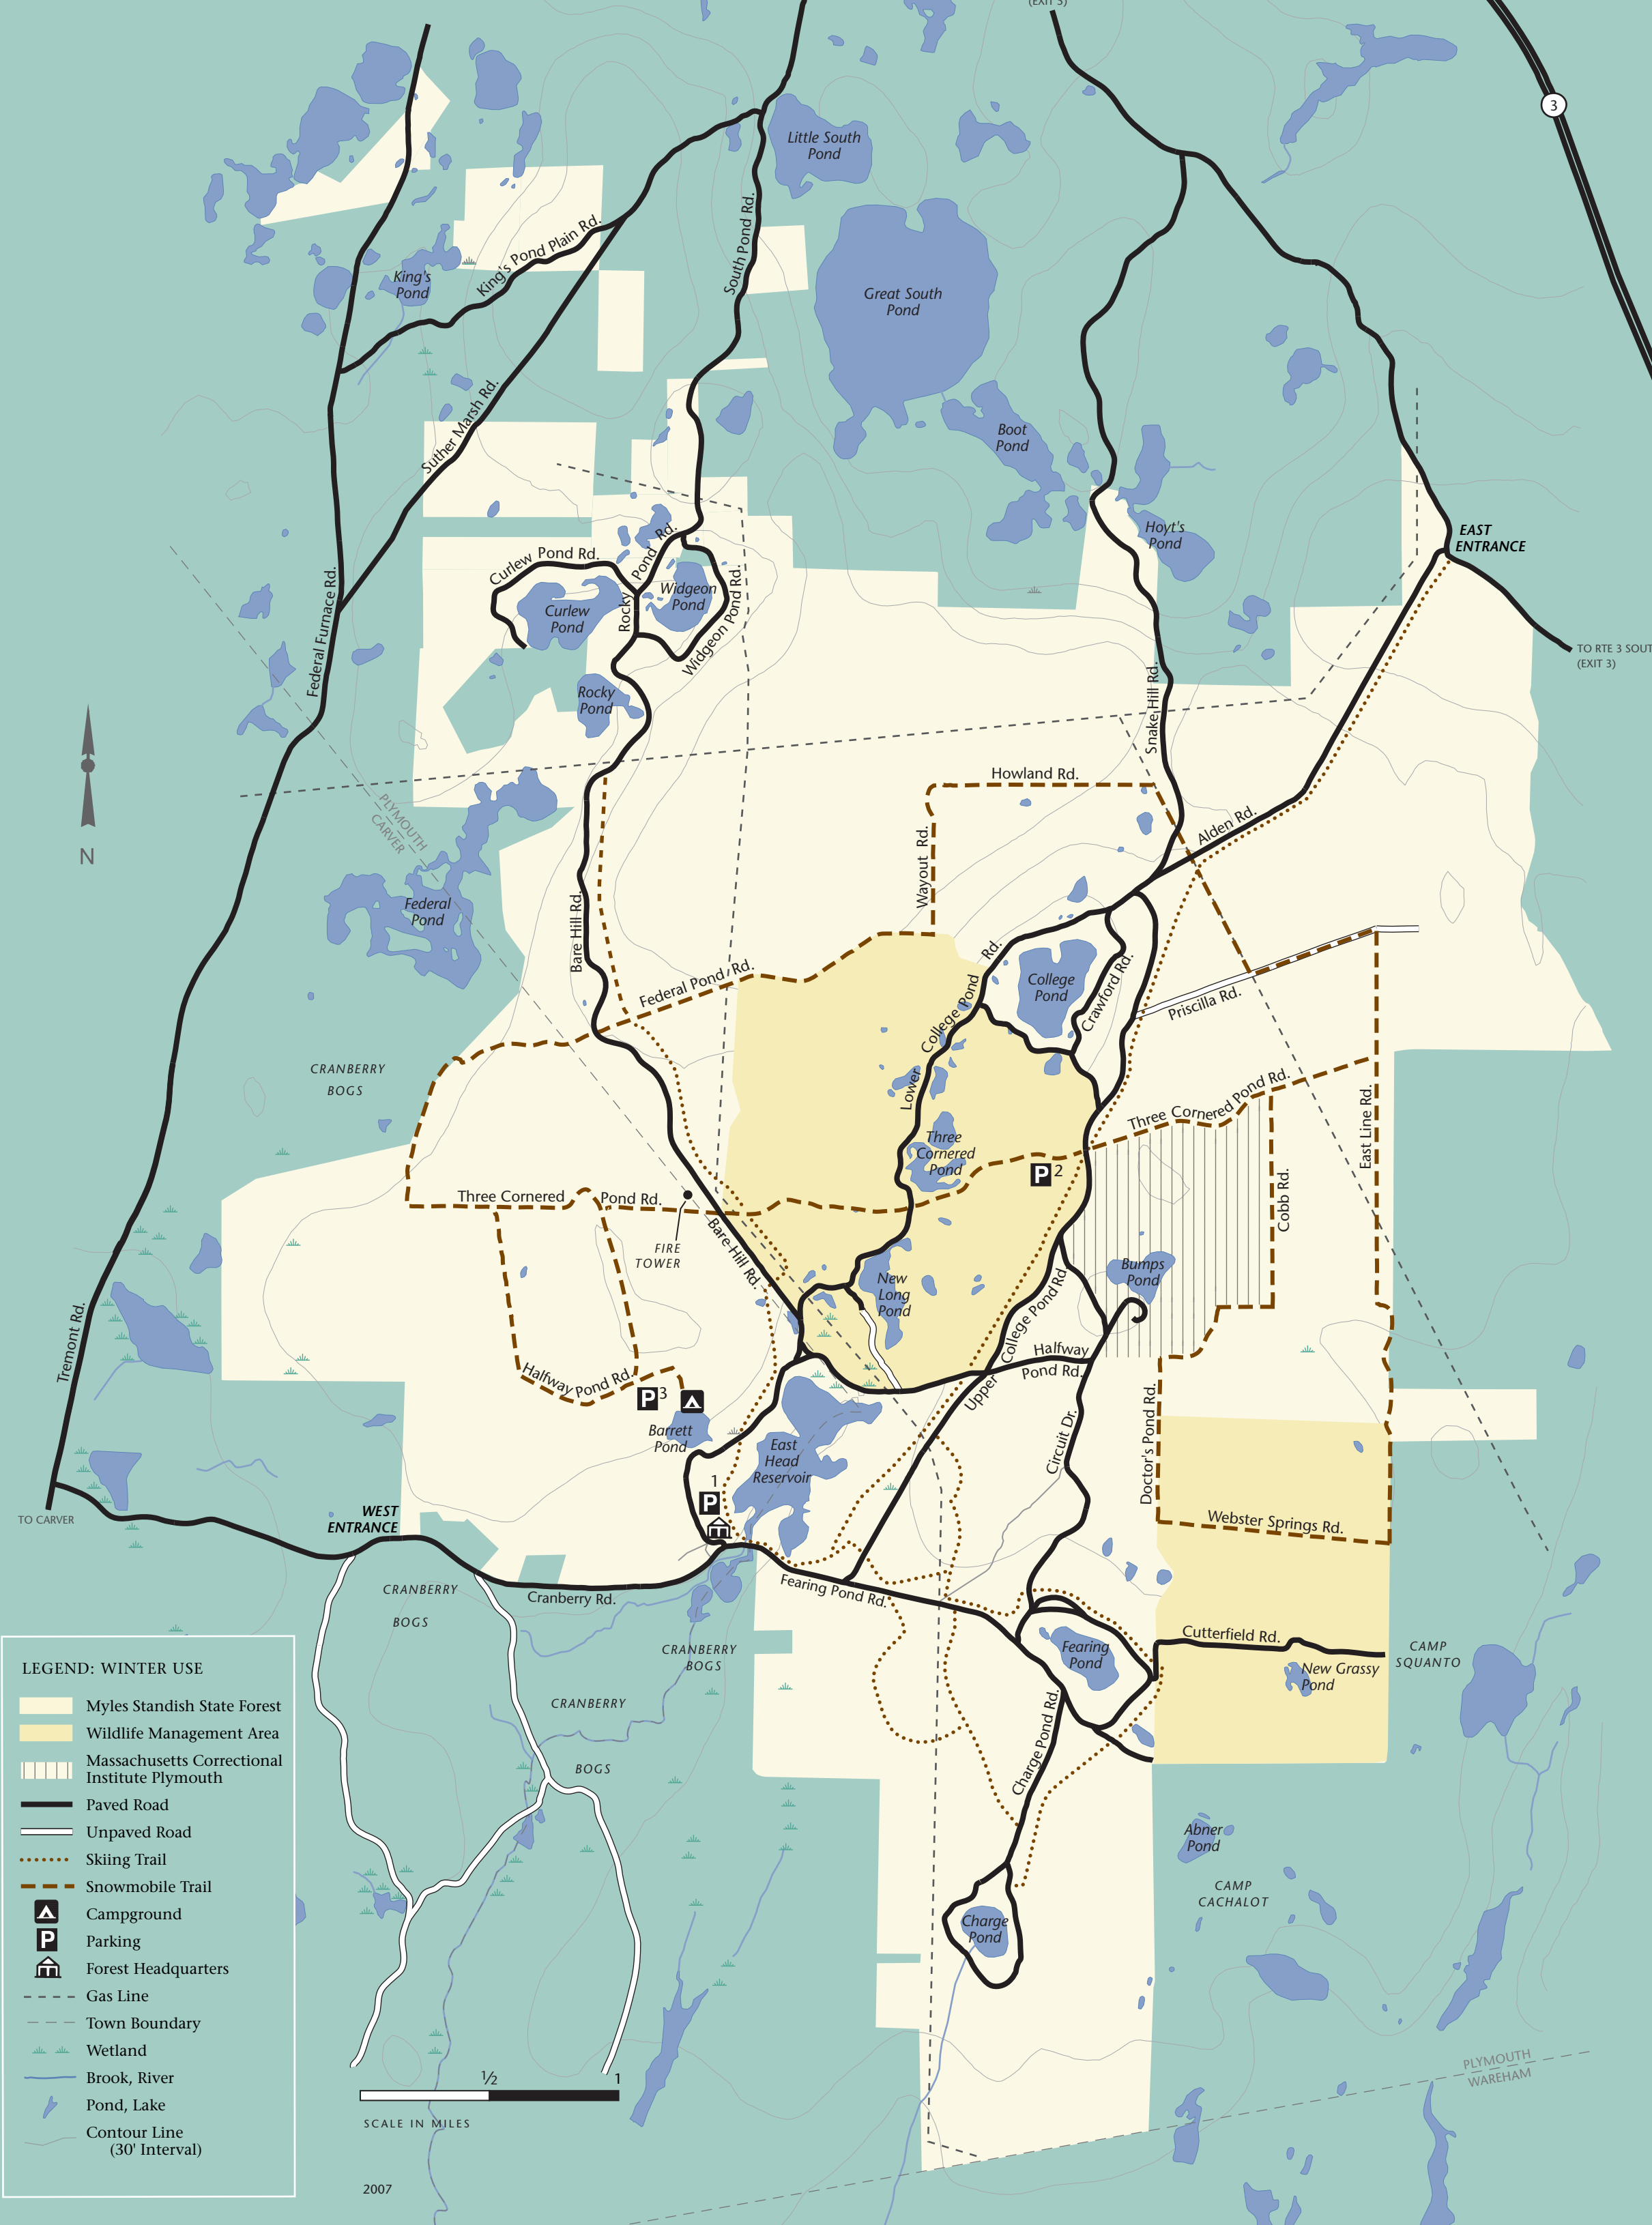 (EXIT 5)
3
Little South
Pond
King's Pond Plain Rd.
South Pond Rd.
King's
Pond
Great South
Pond
Suther Marsh Rd.
Boot
Pond
Hoyt's
Pond
EAST
ENTRANCE
Curlew Pond Rd.
Rocky Pond Rd.
Widgeon
Pond
Curlew
Pond
Widgeon Pond Rd.
Federal Furnace Rd.
TO RTE 3 SOUT
(EXIT 3)
Rocky
Pond
Snake Hill Rd.
Howland Rd.
PLYMOUTH
CARVER
N
Alden Rd.
Wayout Rd.
Federal
Pond
Bare Hill Rd.
Federal Pond Rd.
College
Pond
Lower College Pond Rd.
Crawford Rd.
Priscilla Rd.
CRANBERRY
BOGS
Three Cornered Pond Rd.
East Line Rd.
Three
Cornered
Pond
P 2
Three Cornered Pond Rd.
Cobb Rd.
FIRE
TOWER
Bare Hill Rd.
Bumps
Pond
New
Long
Pond
Upper College Pond Rd.
Tremont Rd.
Halfway
Pond Rd.
Halfway Pond Rd.
P 3
Barrett
Pond
East
Head
Reservoir
Circuit Dr.
Doctor's Pond Rd.
1
P
WEST
ENTRANCE
TO CARVER
Webster Springs Rd.
CRANBERRY
BOGS
Cranberry Rd.
Fearing Pond Rd.
CRANBERRY
BOGS
Fearing
Pond
Cutterfield Rd.
CAMP
SQUANTO
New Grassy
Pond
CRANBERRY
BOGS
Charge Pond Rd.
Abner
Pond
CAMP
CACHALOT
Charge
Pond
PLYMOUTH
WAREHAM
LEGEND: WINTER USE
Myles Standish State Forest
Wildlife Management Area
Massachusetts Correctional
Institute Plymouth
Paved Road
Unpaved Road
Skiing Trail
Snowmobile Trail
Campground
P Parking
Forest Headquarters
Gas Line
Town Boundary
Wetland
Brook, River
Pond, Lake
Contour Line
(30' Interval)
½ 1
SCALE IN MILES
2007